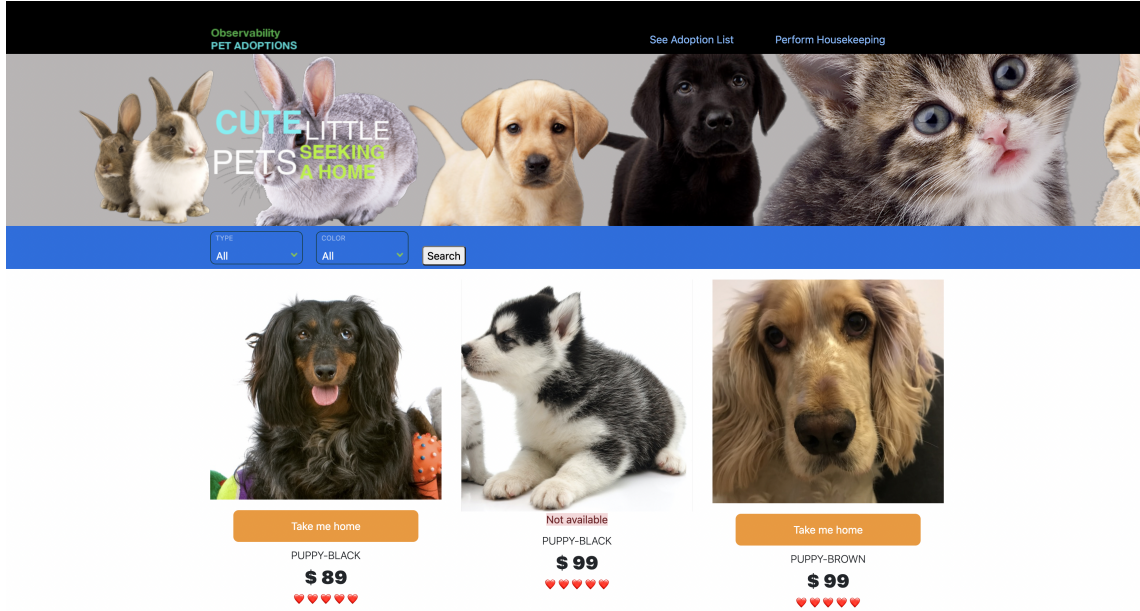 Observability
PET ADOPTIONS
See Adoption List
Perform Housekeeping
CUTE LITTLE
PETS SEEKING
A HOME
TYPE
All
COLOR
All
Search
Take me home
PUPPY-BLACK
$ 89
Not available
PUPPY-BLACK
$ 99
Take me home
PUPPY-BROWN
$ 99